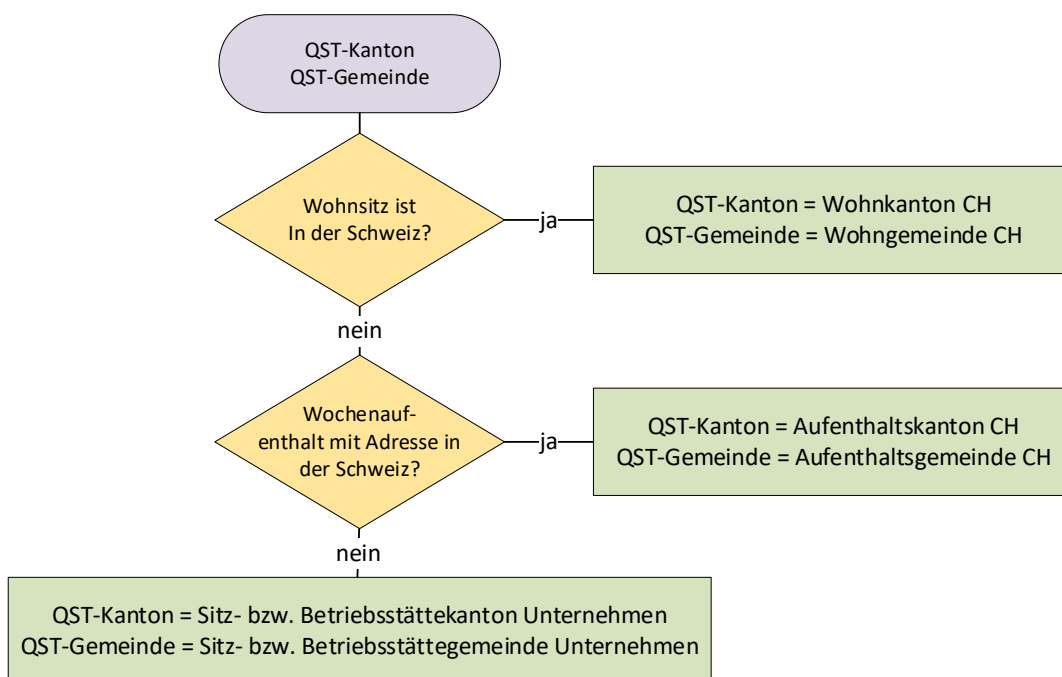 QST-Kanton
QST-Gemeinde
Wohnsitz ist
In der Schweiz?
ja
QST-Kanton = Wohnkanton CH
QST-Gemeinde = Wohngemeinde CH
nein
Wochenauf-
enthalt mit Adresse in
der Schweiz?
ja
QST-Kanton = Aufenthaltskanton CH
QST-Gemeinde = Aufenthaltsgemeinde CH
nein
QST-Kanton = Sitz- bzw. Betriebsstättekanton Unternehmen
QST-Gemeinde = Sitz- bzw. Betriebsstättegemeinde Unternehmen